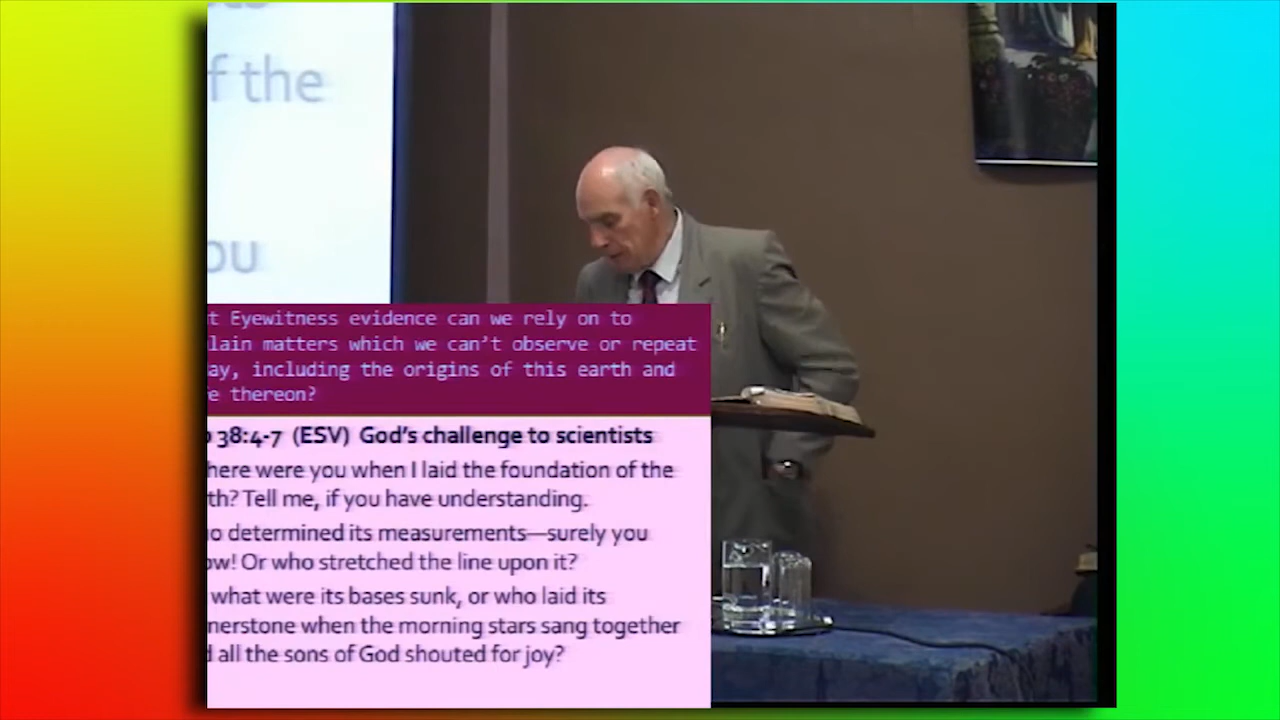 f the
ou
t Eyewitness evidence can we rely on to
lain matters which we can't observe or repeat
ay, including the origins of this earth and
e thereon?
38:4-7 (ESV) God's challenge to scientists
here were you when I laid the foundation of the
th? Tell me, if you have understanding.
o determined its measurements—surely you
ow! Or who stretched the line upon it?
what were its bases sunk, or who laid its
nerstone when the morning stars sang together
d all the sons of God shouted for joy?